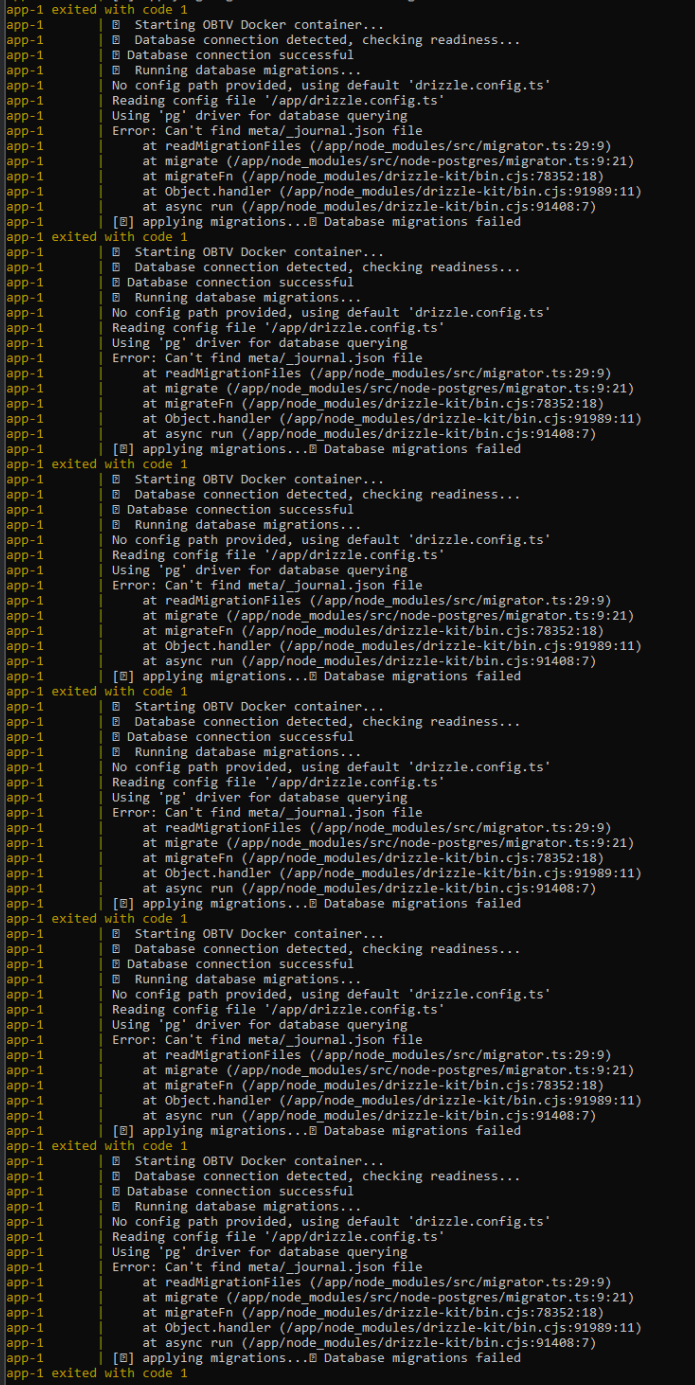 app-1 exited with code 1
app-1 | Starting OBTV Docker container...
app-1 | Database connection detected, checking readiness...
app-1 | Database connection successful
app-1 | Running database migrations...
app-1 | No config path provided, using default 'drizzle.config.ts'
app-1 | Reading config file '/app/drizzle.config.ts'
app-1 | Using 'pg' driver for database querying
app-1 | Error: Can't find meta/_journal.json file
app-1 |     at readMigrationFiles (/app/node_modules/src/migrator.ts:29:9)
app-1 |     at migrate (/app/node_modules/src/node-postgres/migrator.ts:9:21)
app-1 |     at migrateFn (/app/node_modules/drizzle-kit/bin.cjs:78352:18)
app-1 |     at Object.handler (/app/node_modules/drizzle-kit/bin.cjs:91989:11)
app-1 |     at async run (/app/node_modules/drizzle-kit/bin.cjs:91408:7)
app-1 | [⍰] applying migrations...⍰ Database migrations failed
app-1 exited with code 1
app-1 | Starting OBTV Docker container...
app-1 | Database connection detected, checking readiness...
app-1 | Database connection successful
app-1 | Running database migrations...
app-1 | No config path provided, using default 'drizzle.config.ts'
app-1 | Reading config file '/app/drizzle.config.ts'
app-1 | Using 'pg' driver for database querying
app-1 | Error: Can't find meta/_journal.json file
app-1 |     at readMigrationFiles (/app/node_modules/src/migrator.ts:29:9)
app-1 |     at migrate (/app/node_modules/src/node-postgres/migrator.ts:9:21)
app-1 |     at migrateFn (/app/node_modules/drizzle-kit/bin.cjs:78352:18)
app-1 |     at Object.handler (/app/node_modules/drizzle-kit/bin.cjs:91989:11)
app-1 |     at async run (/app/node_modules/drizzle-kit/bin.cjs:91408:7)
app-1 | [⍰] applying migrations...⍰ Database migrations failed
app-1 exited with code 1
app-1 | Starting OBTV Docker container...
app-1 | Database connection detected, checking readiness...
app-1 | Database connection successful
app-1 | Running database migrations...
app-1 | No config path provided, using default 'drizzle.config.ts'
app-1 | Reading config file '/app/drizzle.config.ts'
app-1 | Using 'pg' driver for database querying
app-1 | Error: Can't find meta/_journal.json file
app-1 |     at readMigrationFiles (/app/node_modules/src/migrator.ts:29:9)
app-1 |     at migrate (/app/node_modules/src/node-postgres/migrator.ts:9:21)
app-1 |     at migrateFn (/app/node_modules/drizzle-kit/bin.cjs:78352:18)
app-1 |     at Object.handler (/app/node_modules/drizzle-kit/bin.cjs:91989:11)
app-1 |     at async run (/app/node_modules/drizzle-kit/bin.cjs:91408:7)
app-1 | [⍰] applying migrations...⍰ Database migrations failed
app-1 exited with code 1
app-1 | Starting OBTV Docker container...
app-1 | Database connection detected, checking readiness...
app-1 | Database connection successful
app-1 | Running database migrations...
app-1 | No config path provided, using default 'drizzle.config.ts'
app-1 | Reading config file '/app/drizzle.config.ts'
app-1 | Using 'pg' driver for database querying
app-1 | Error: Can't find meta/_journal.json file
app-1 |     at readMigrationFiles (/app/node_modules/src/migrator.ts:29:9)
app-1 |     at migrate (/app/node_modules/src/node-postgres/migrator.ts:9:21)
app-1 |     at migrateFn (/app/node_modules/drizzle-kit/bin.cjs:78352:18)
app-1 |     at Object.handler (/app/node_modules/drizzle-kit/bin.cjs:91989:11)
app-1 |     at async run (/app/node_modules/drizzle-kit/bin.cjs:91408:7)
app-1 | [⍰] applying migrations...⍰ Database migrations failed
app-1 exited with code 1
app-1 | Starting OBTV Docker container...
app-1 | Database connection detected, checking readiness...
app-1 | Database connection successful
app-1 | Running database migrations...
app-1 | No config path provided, using default 'drizzle.config.ts'
app-1 | Reading config file '/app/drizzle.config.ts'
app-1 | Using 'pg' driver for database querying
app-1 | Error: Can't find meta/_journal.json file
app-1 |     at readMigrationFiles (/app/node_modules/src/migrator.ts:29:9)
app-1 |     at migrate (/app/node_modules/src/node-postgres/migrator.ts:9:21)
app-1 |     at migrateFn (/app/node_modules/drizzle-kit/bin.cjs:78352:18)
app-1 |     at Object.handler (/app/node_modules/drizzle-kit/bin.cjs:91989:11)
app-1 |     at async run (/app/node_modules/drizzle-kit/bin.cjs:91408:7)
app-1 | [⍰] applying migrations...⍰ Database migrations failed
app-1 exited with code 1
app-1 | Starting OBTV Docker container...
app-1 | Database connection detected, checking readiness...
app-1 | Database connection successful
app-1 | Running database migrations...
app-1 | No config path provided, using default 'drizzle.config.ts'
app-1 | Reading config file '/app/drizzle.config.ts'
app-1 | Using 'pg' driver for database querying
app-1 | Error: Can't find meta/_journal.json file
app-1 |     at readMigrationFiles (/app/node_modules/src/migrator.ts:29:9)
app-1 |     at migrate (/app/node_modules/src/node-postgres/migrator.ts:9:21)
app-1 |     at migrateFn (/app/node_modules/drizzle-kit/bin.cjs:78352:18)
app-1 |     at Object.handler (/app/node_modules/drizzle-kit/bin.cjs:91989:11)
app-1 |     at async run (/app/node_modules/drizzle-kit/bin.cjs:91408:7)
app-1 | [⍰] applying migrations...⍰ Database migrations failed
app-1 exited with code 1